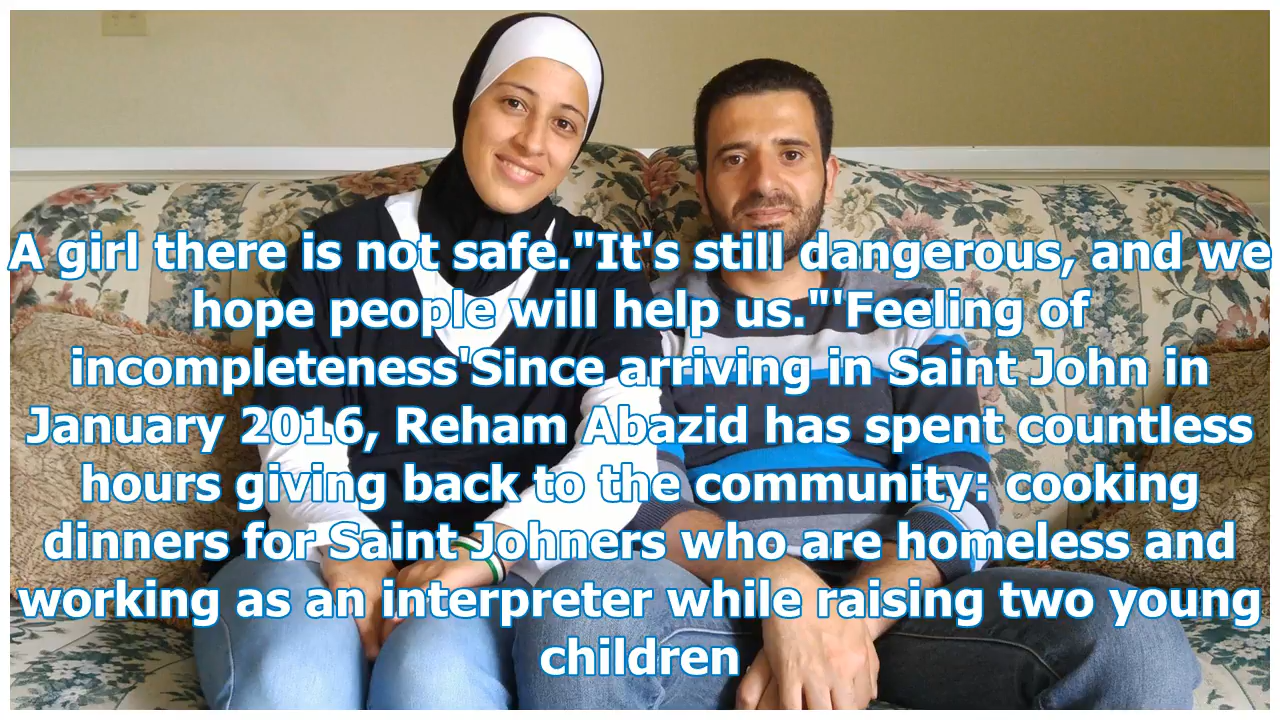 A girl there is not safe."It's still dangerous, and we
hope people will help us."'Feeling of
incompleteness'Since arriving in Saint John in
January 2016, Reham Abazid has spent countless
hours giving back to the community: cooking
dinners for Saint Johners who are homeless and
working as an interpreter while raising two young
children